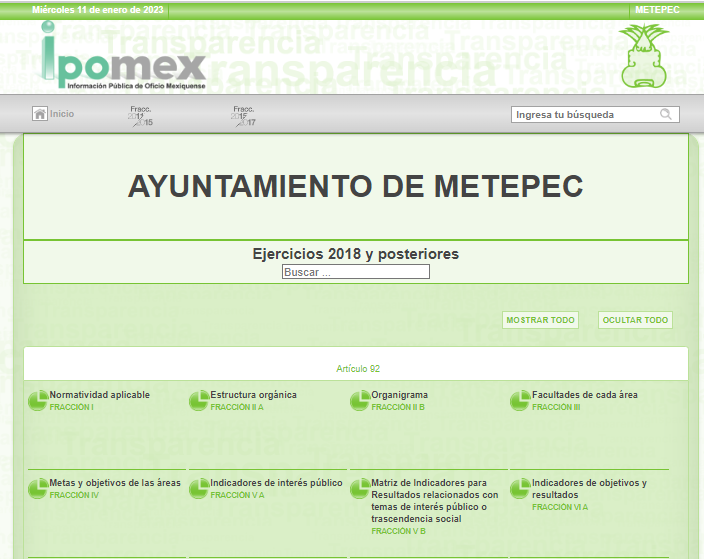 Miércoles 11 de enero de 2023
METEPEC
Transparencia
ipomex
Información Pública de Oficio Mexiquense
Inicio
Fracc.
2012
2015
Fracc.
2017
Ingresa tu búsqueda
AYUNTAMIENTO DE METEPEC
Ejercicios 2018 y posteriores
Buscar ...
MOSTRAR TODO
OCULTAR TODO
Artículo 92
Normatividad aplicable
FRACCIÓN I
Estructura orgánica
FRACCIÓN II A
Organigrama
FRACCIÓN II B
Facultades de cada área
FRACCIÓN III
Metas y objetivos de las áreas
FRACCIÓN IV
Indicadores de interés público
FRACCIÓN V A
Matriz de Indicadores para
Resultados relacionados con
temas de interés público o
trascendencia social
FRACCIÓN V B
Indicadores de objetivos y
resultados
FRACCIÓN VI A